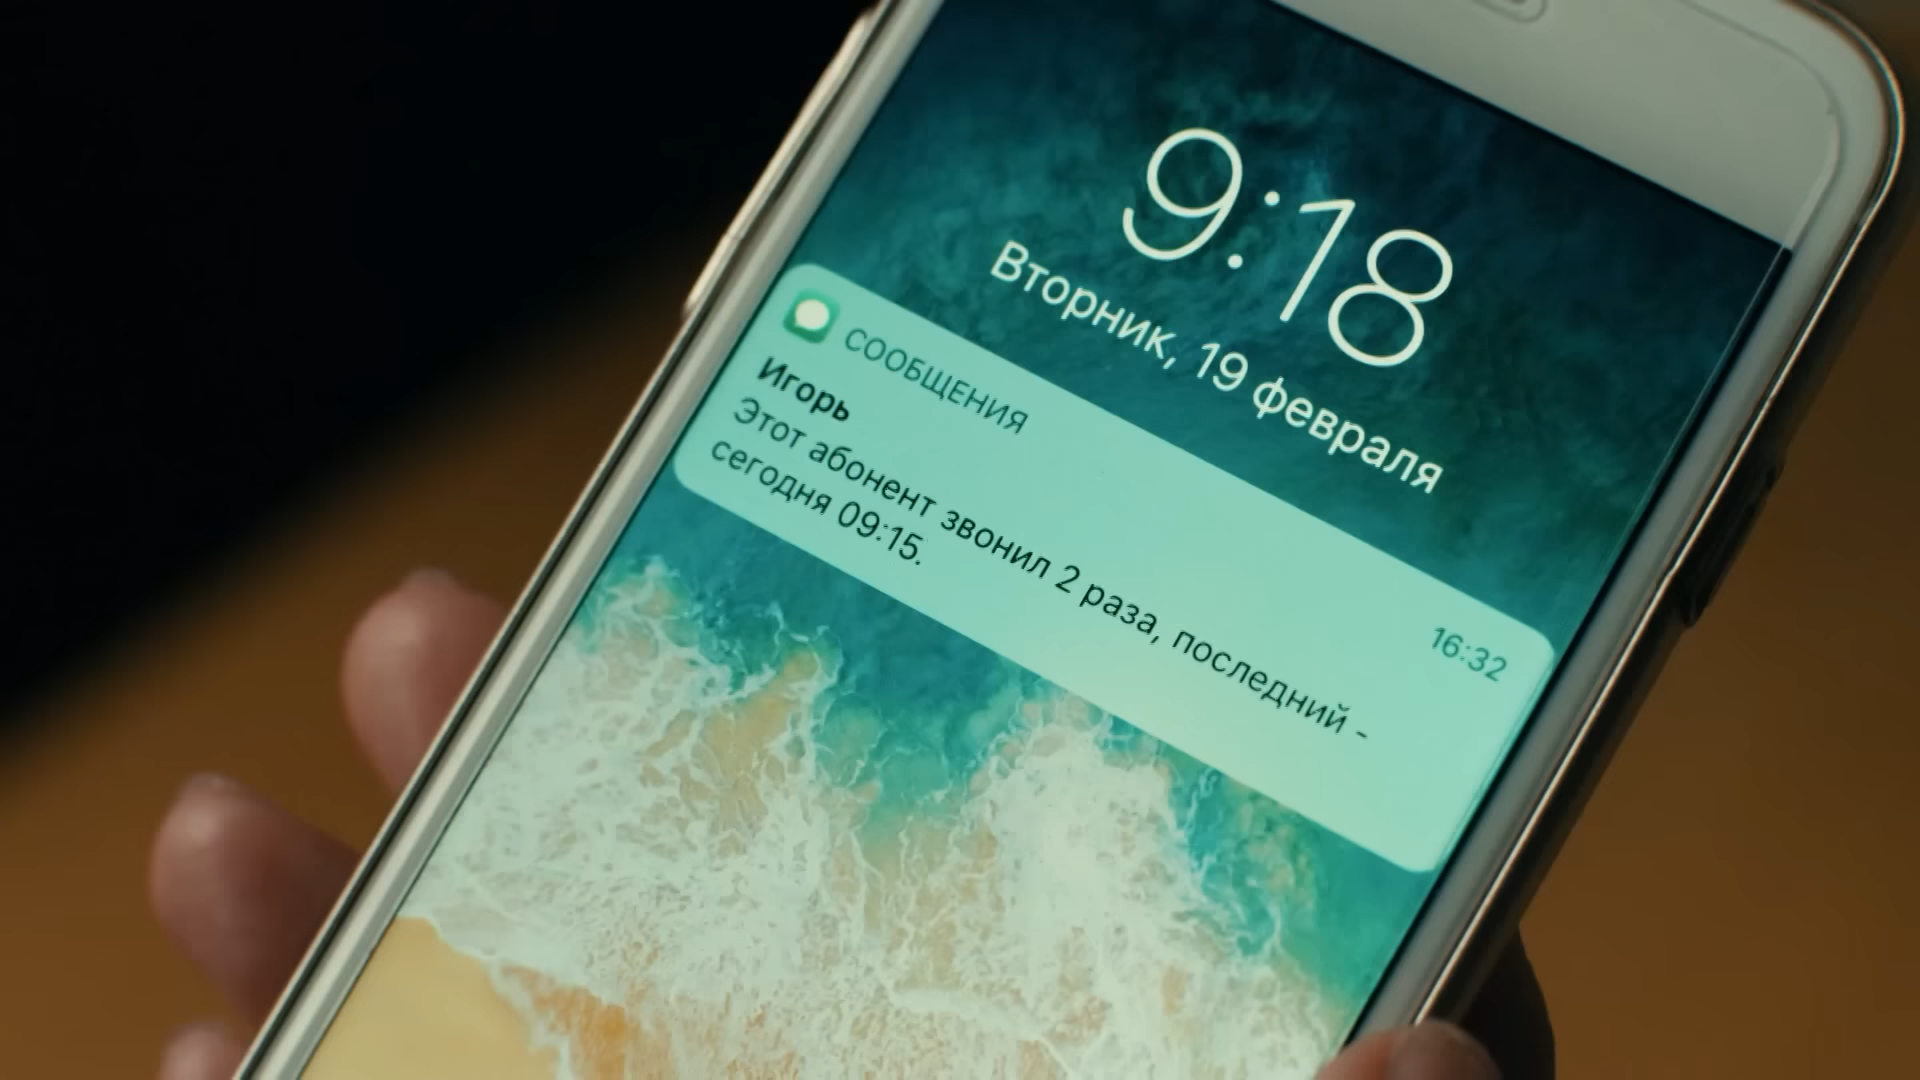 9:18
Вторник, 19 февраля
СООБЩЕНИЯ
16:32
Игорь
Этот абонент звонил 2 раза, последний -
сегодня 09:15.